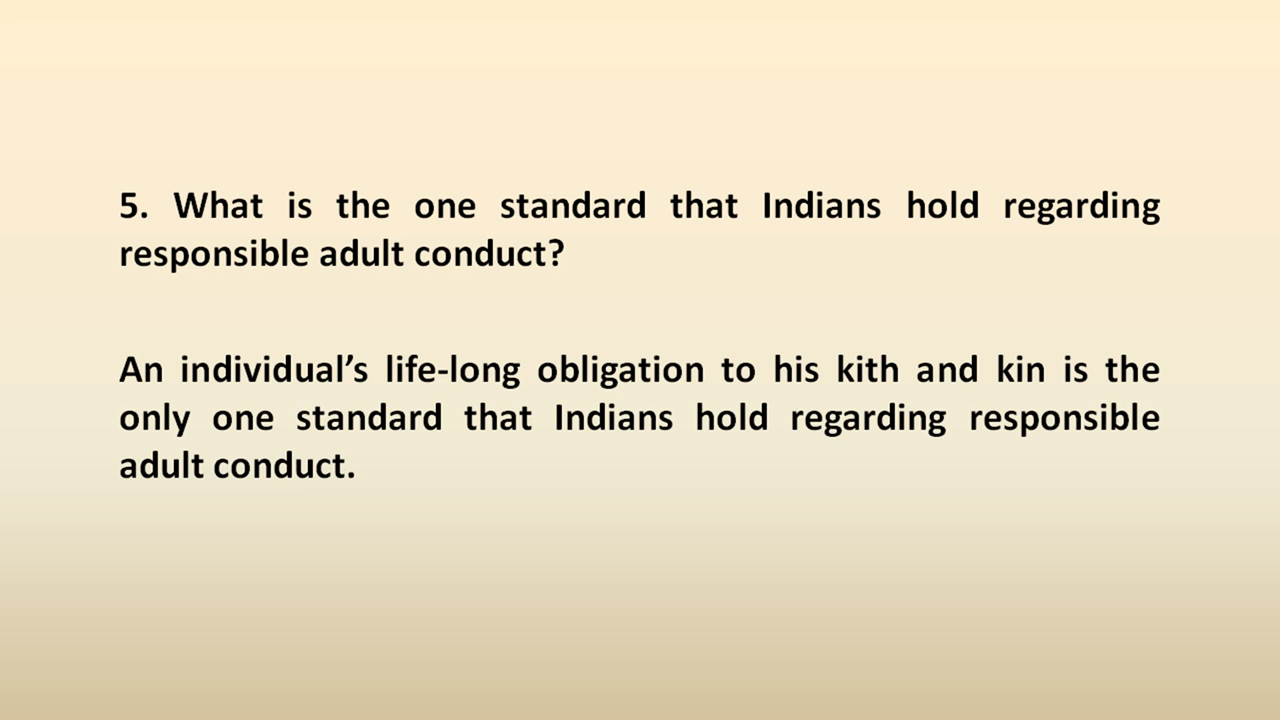 5. What is the one standard that Indians hold regarding
responsible adult conduct?
An individual’s life-long obligation to his kith and kin is the
only one standard that Indians hold regarding responsible
adult conduct.